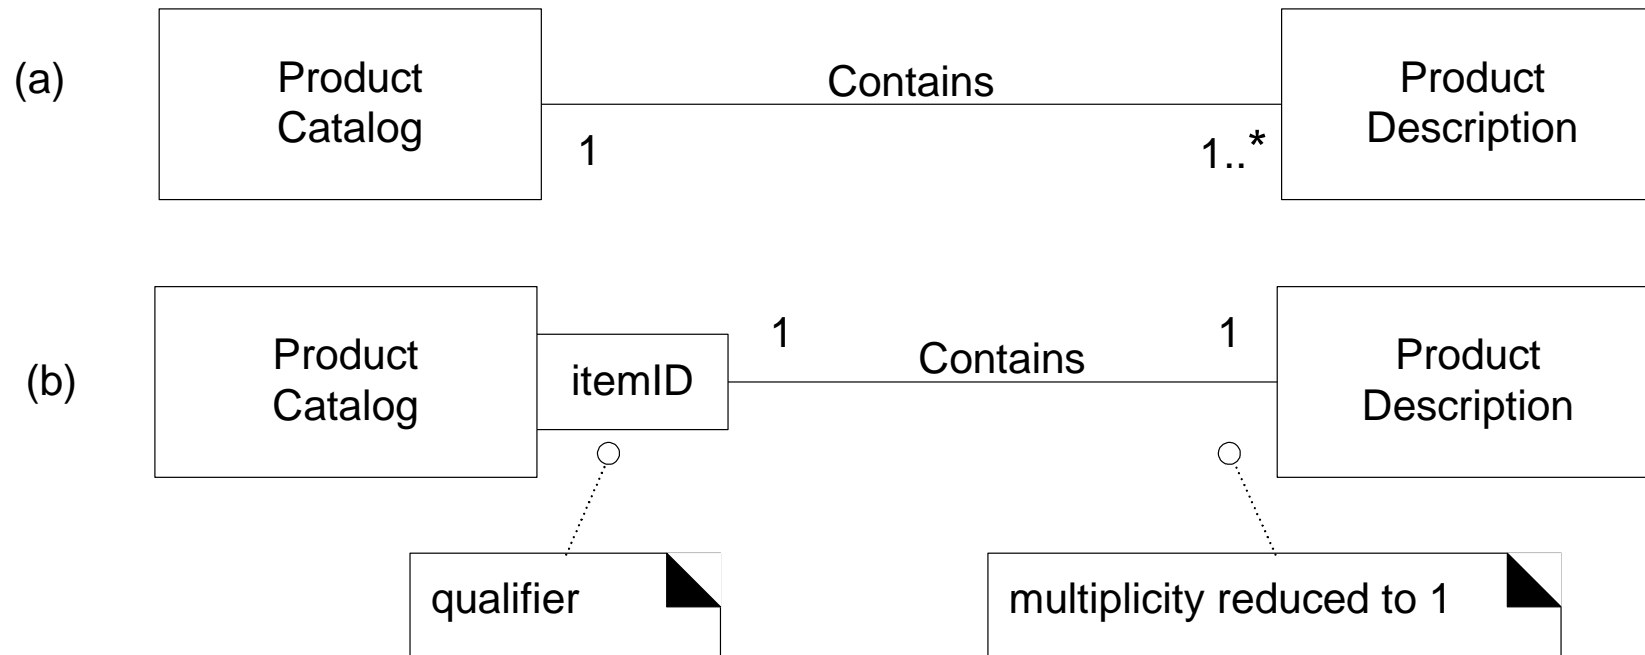 (a)
Product
Catalog
Contains
1
1..*
Product
Description
(b)
Product
Catalog
itemID
1
Contains
1
Product
Description
qualifier
multiplicity reduced to 1